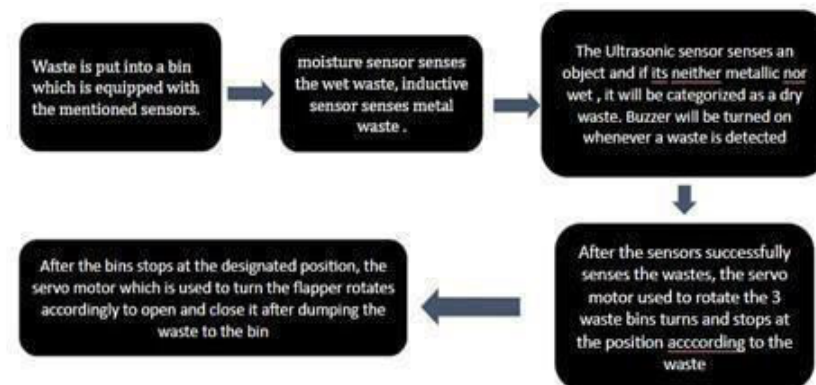 Waste is put into a bin
which is equipped with
the mentioned sensors.
moisture sensor senses
the wet waste, inductive
sensor senses metal
waste .
The Ultrasonic sensor senses an
object and if its neither metallic nor
wet , it will be categorized as a dry
waste. Buzzer will be turned on
whenever a waste is detected
After the sensors successfully
senses the wastes, the servo
motor used to rotate the 3
waste bins turns and stops at
the position acccording to the
waste
After the bins stops at the designated position, the
servo motor which is used to turn the flapper rotates
accordingly to open and close it after dumping the
waste to the bin